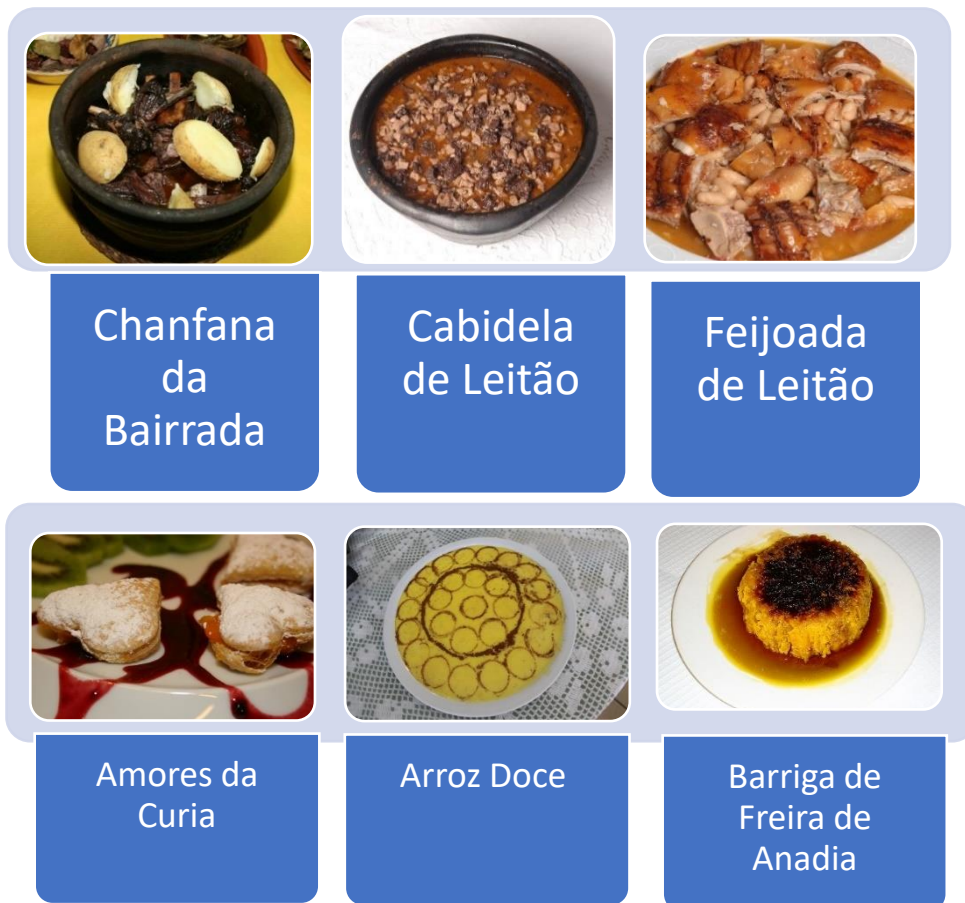 Chanfana
da
Bairrada
Cabidela
de Leitão
Feijoada
de Leitão
Amores da
Curia
Arroz Doce
Barriga de
Freira de
Anadia